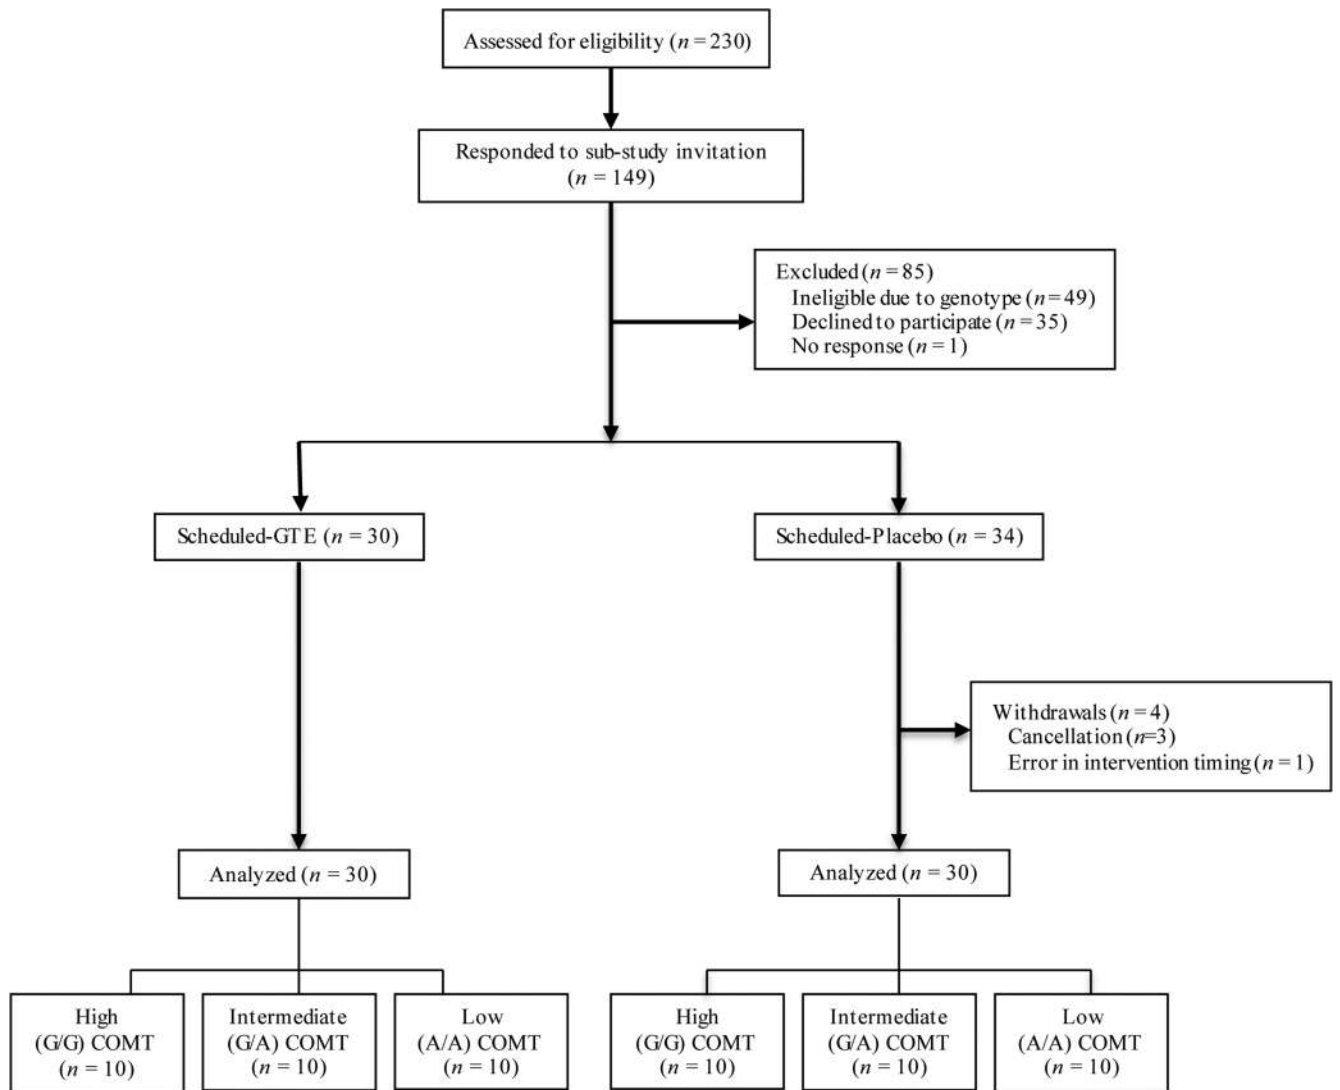 Assessed for eligibility (n = 230)
Responded to sub-study invitation
(n = 149)
Excluded (n = 85)
Ineligible due to genotype (n = 49)
Declined to participate (n = 35)
No response (n = 1)
Scheduled-GTE (n = 30)
Scheduled-Placebo (n = 34)
Withdrawals (n = 4)
Cancellation (n=3)
Error in intervention timing (n = 1)
Analyzed (n = 30)
Analyzed (n = 30)
High
(G/G) COMT
(n = 10)
Intermediate
(G/A) COMT
(n = 10)
Low
(A/A) COMT
(n = 10)
High
(G/G) COMT
(n = 10)
Intermediate
(G/A) COMT
(n = 10)
Low
(A/A) COMT
(n = 10)